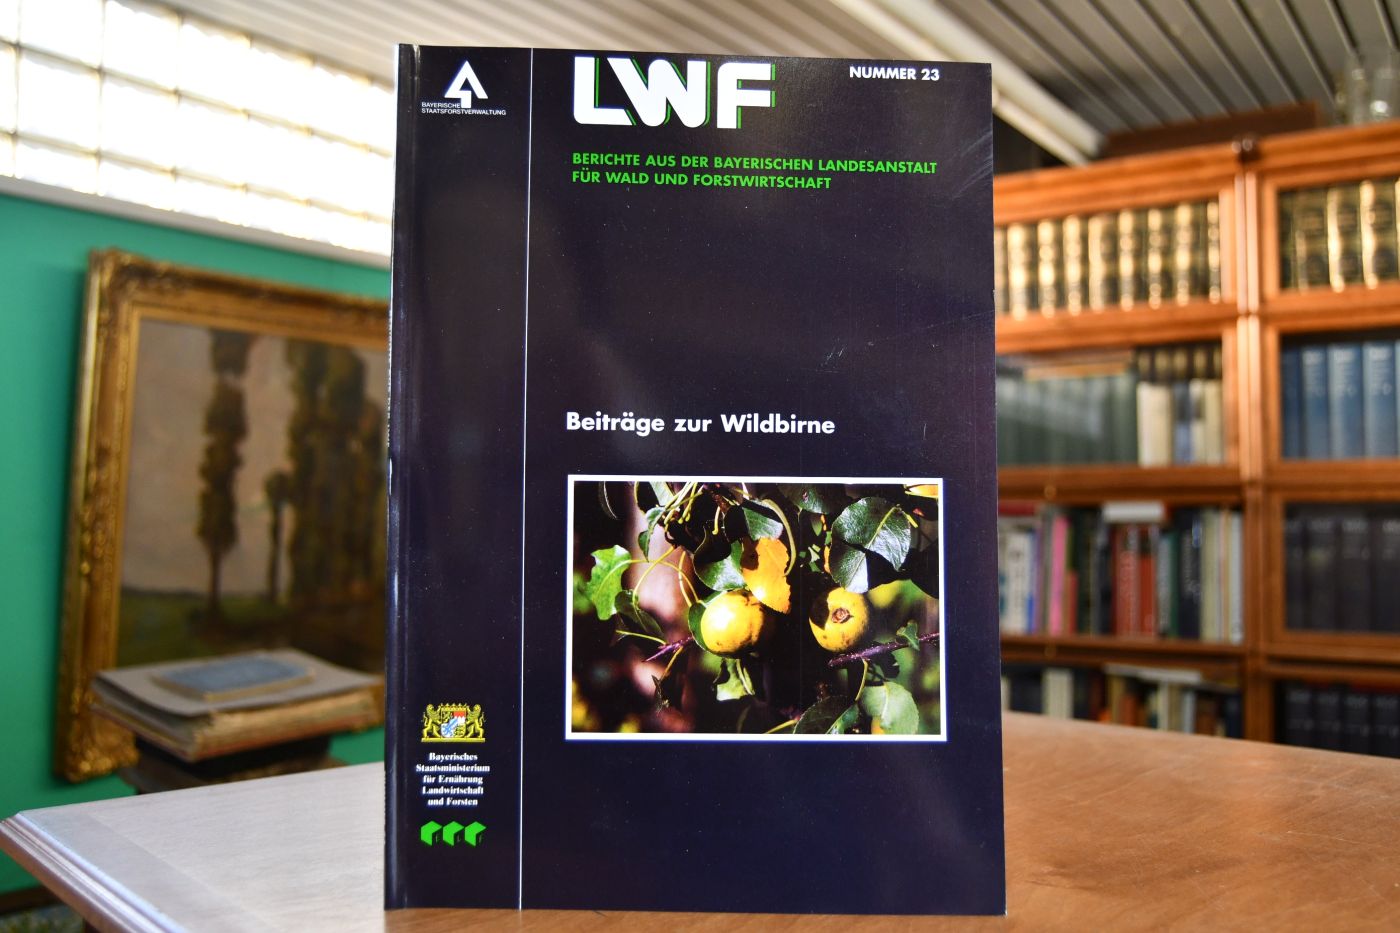 BAYERISCHE
STAATSFORSTVERWALTUNG
LWF
NUMMER 23
BERICHTE AUS DER BAYERISCHEN LANDESANSTALT
FÜR WALD UND FORSTWIRTSCHAFT
Beiträge zur Wildbirne
Bayerisches
Staatsministerium
für Ernährung
Landwirtschaft
und Forsten